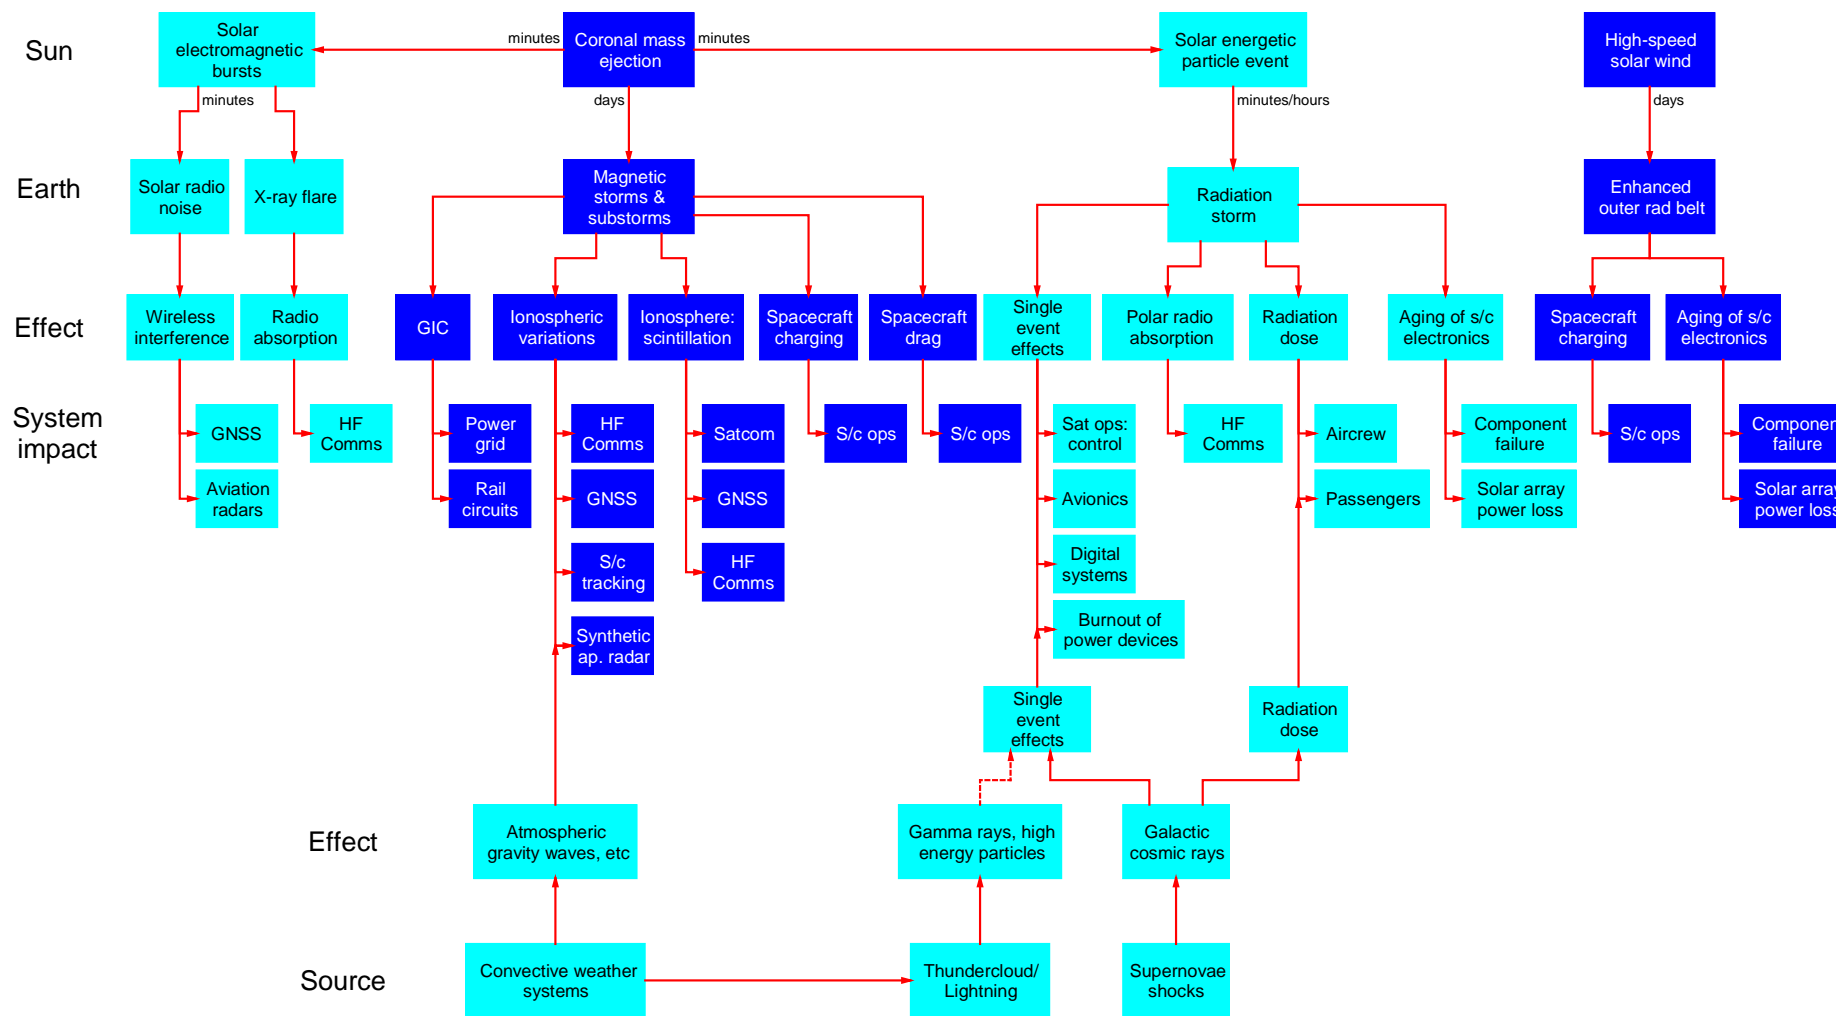 Sun
Solar
electromagnetic
bursts
minutes
Coronal mass
ejection
minutes
Solar energetic
particle event
High-speed
solar wind
minutes
days
minutes/hours
days
Earth
Solar radio
noise
X-ray flare
Magnetic
storms &
substorms
Radiation
storm
Enhanced
outer rad belt
Effect
Wireless
interference
Radio
absorption
GIC
Ionospheric
variations
Ionosphere:
scintillation
Spacecraft
charging
Spacecraft
drag
Single
event
effects
Polar radio
absorption
Radiation
dose
Aging of s/c
electronics
Spacecraft
charging
Aging of s/c
electronics
System
impact
GNSS
HF
Comms
Power
grid
HF
Comms
Satcom
S/c ops
S/c ops
Sat ops:
control
HF
Comms
Aircrew
Component
failure
S/c ops
Component
failure
Aviation
radars
Rail
circuits
GNSS
GNSS
Avionics
Passengers
Solar array
power loss
Solar array
power loss
S/c
tracking
HF
Comms
Digital
systems
Synthetic
ap. radar
Burnout of
power devices
Single
event
effects
Radiation
dose
Effect
Atmospheric
gravity waves, etc
Gamma rays, high
energy particles
Galactic
cosmic rays
Source
Convective weather
systems
Thundercloud/
Lightning
Supernovae
shocks